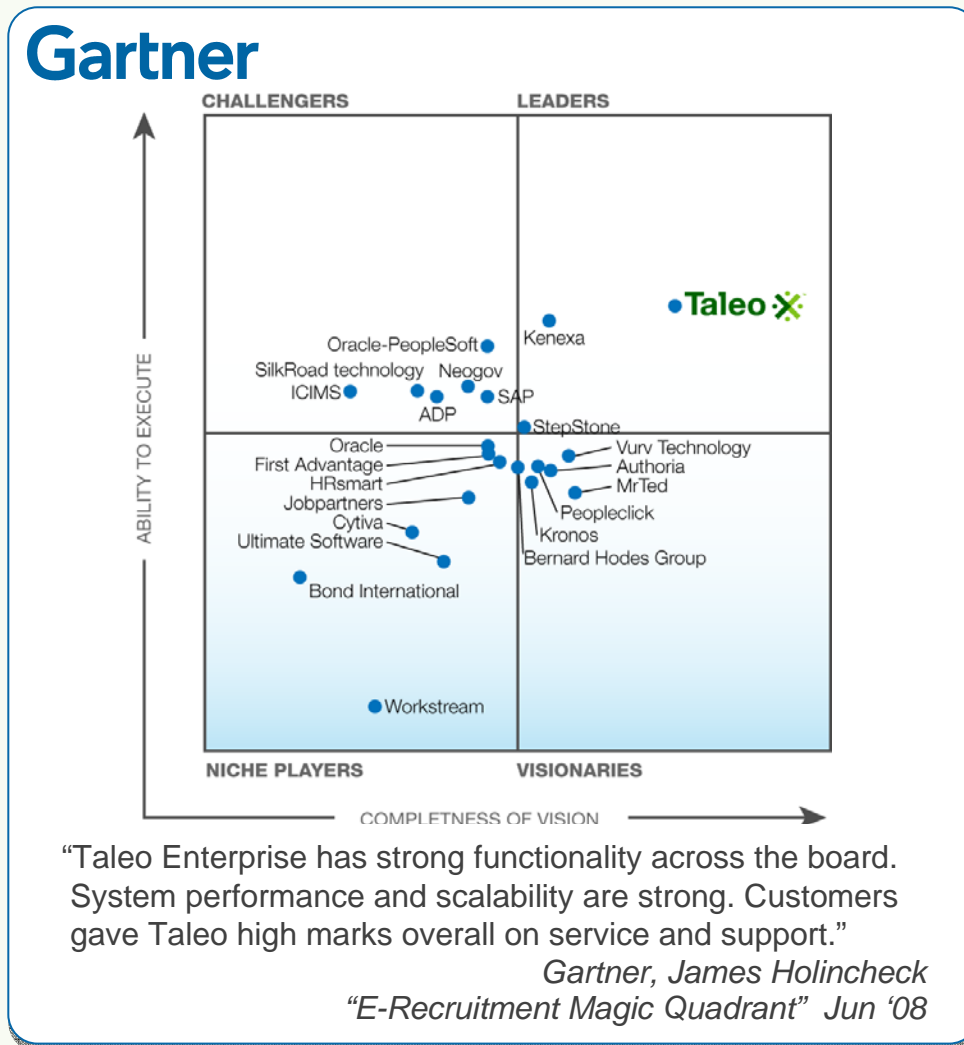 Gartner
CHALLENGERS
LEADERS
Taleo
Kenexa
Oracle-PeopleSoft
SilkRoad technology
Neogov
ICIMS
SAP
ADP
StepStone
ABILITY TO EXECUTE
Oracle
Vurv Technology
First Advantage
Authoria
HRsmart
MrTed
Jobpartners
Peopleclick
Cytiva
Kronos
Ultimate Software
Bernard Hodes Group
Bond International
Workstream
NICHE PLAYERS
VISIONARIES
COMPLETNESS OF VISION
“Taleo Enterprise has strong functionality across the board.
System performance and scalability are strong. Customers
gave Taleo high marks overall on service and support.”
Gartner, James Holincheck
“E-Recruitment Magic Quadrant” Jun ‘08